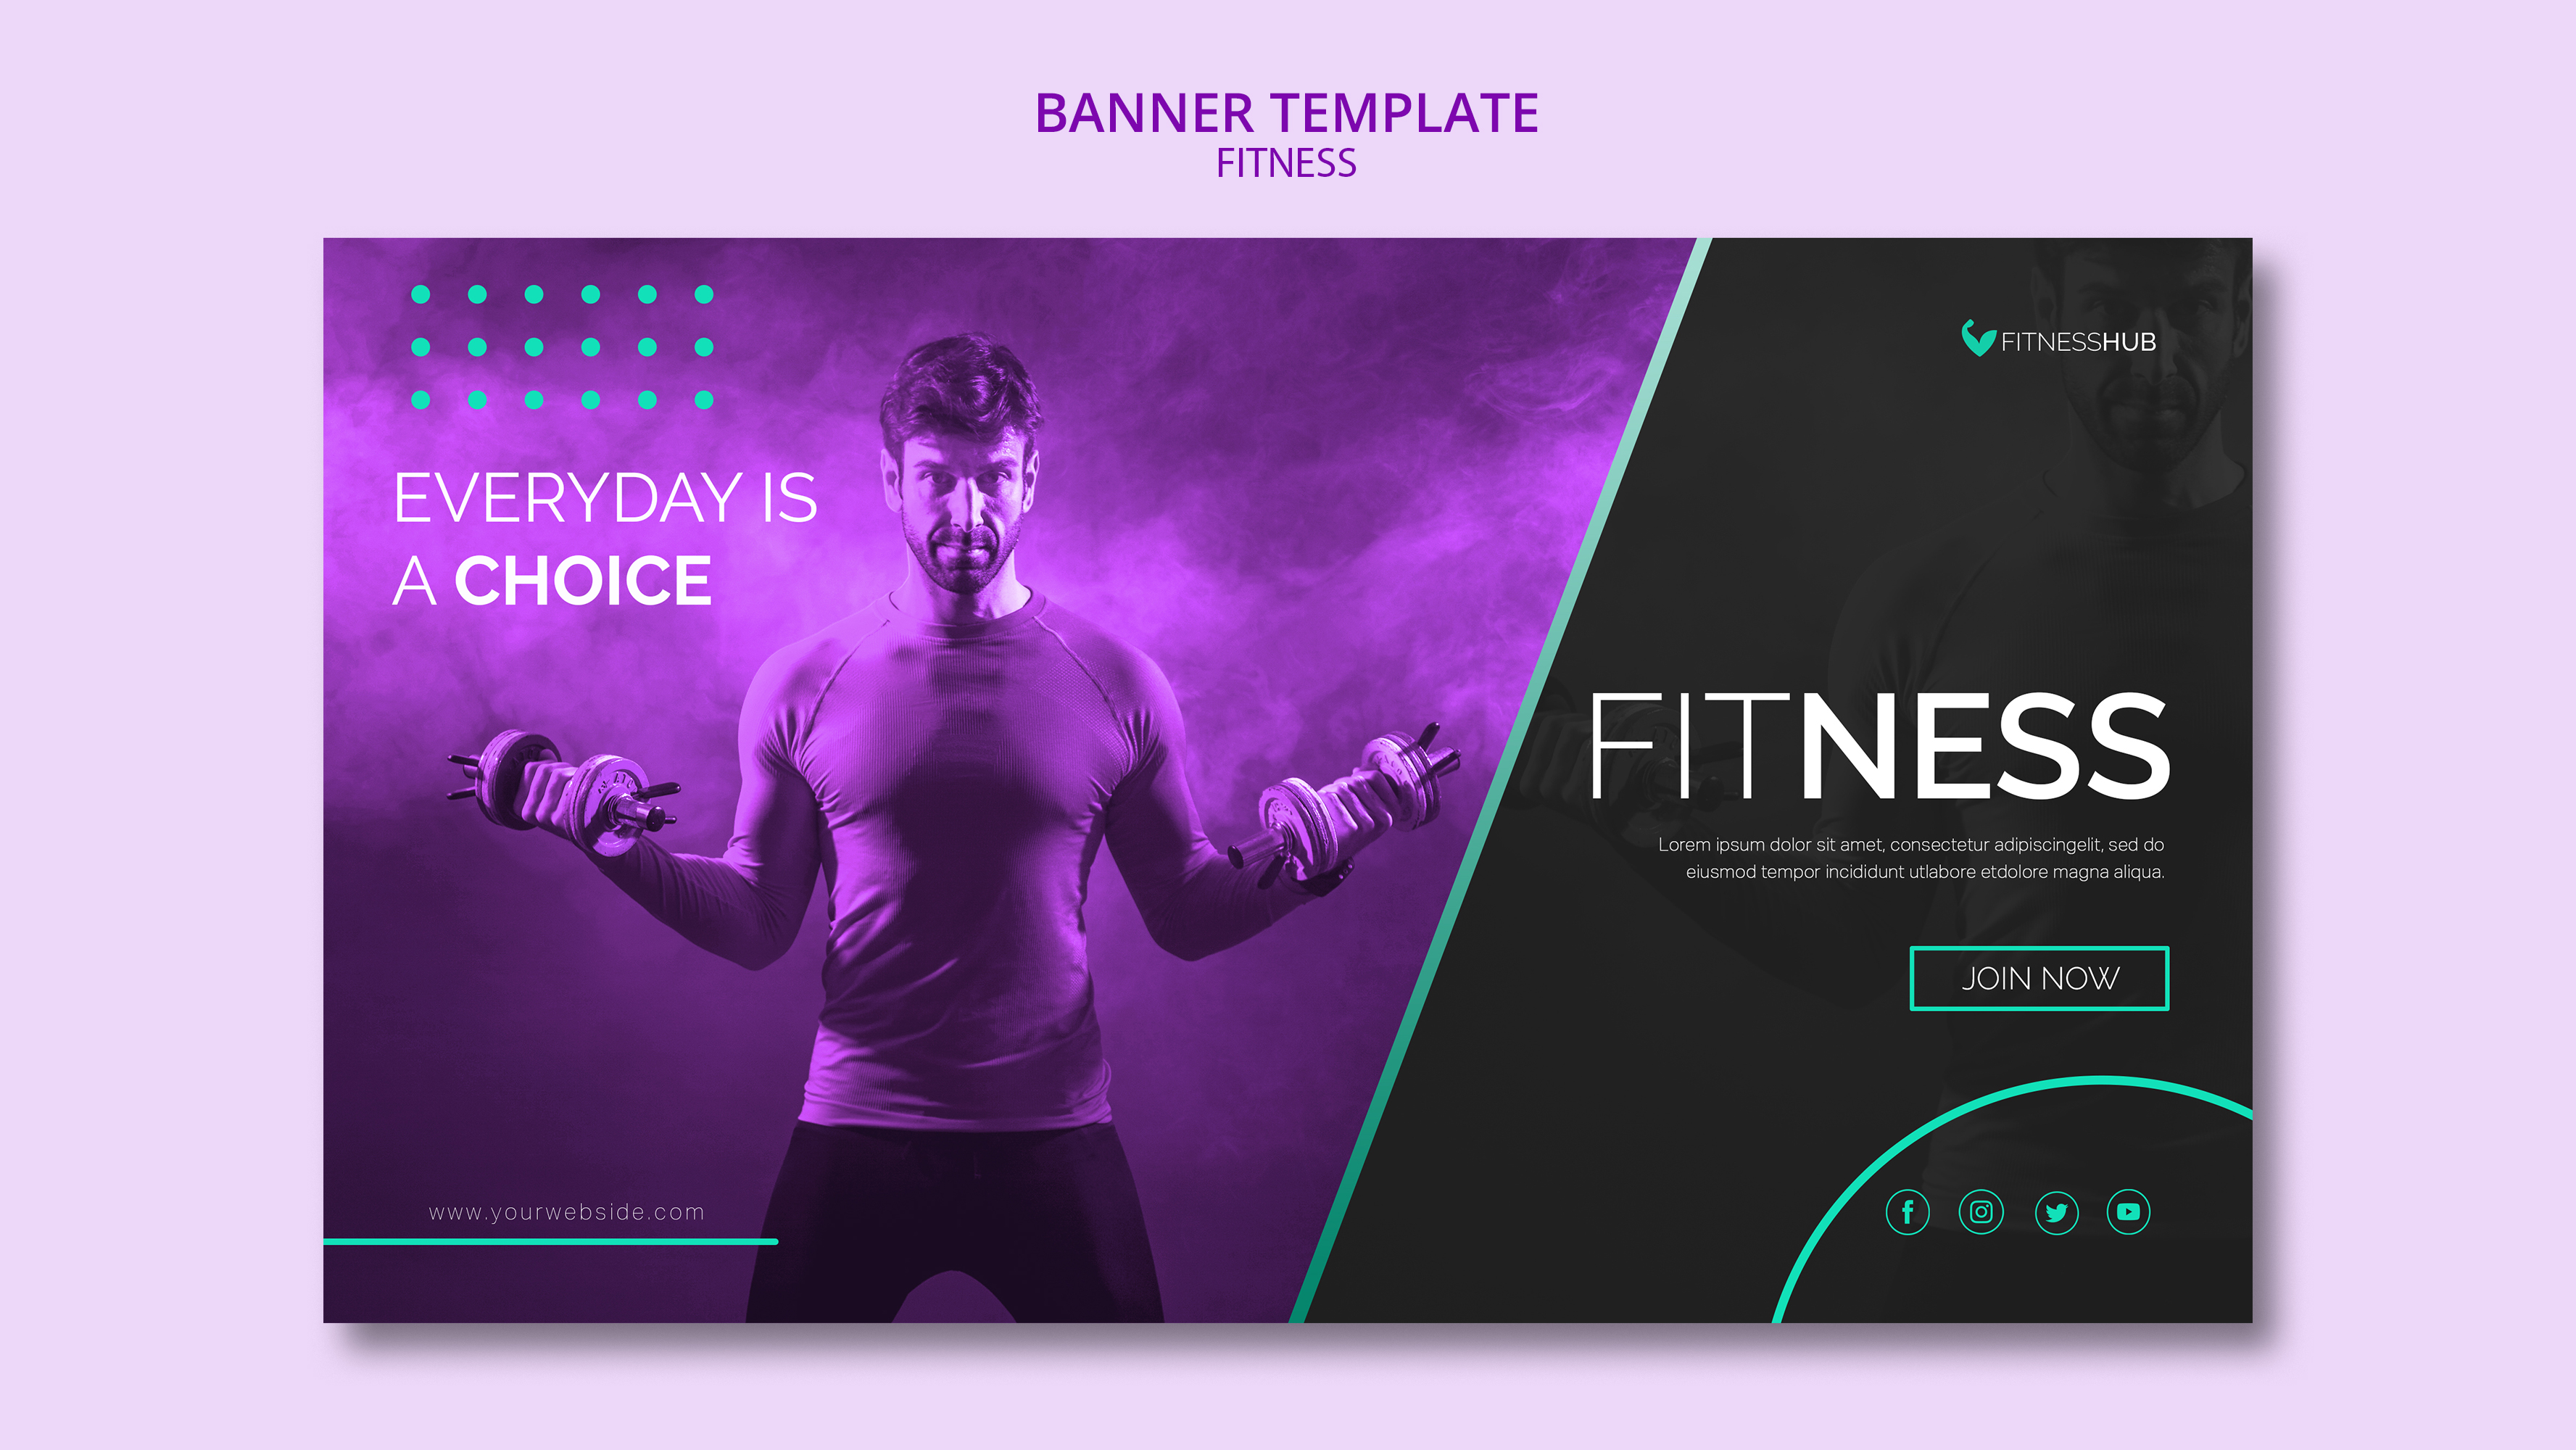 BANNER TEMPLATE
FITNESS
EVERYDAY IS
A CHOICE
www.yourwebside.com
FITNESSHUB
FITNESS
Lorem ipsum dolor sit amet, consectetur adipiscingelit, sed do
eiusmod tempor incididunt utlabore etdolore magna aliqua.
JOIN NOW